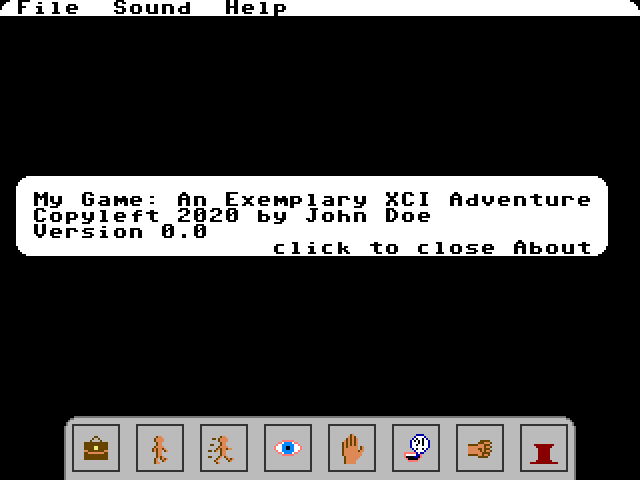 File Sound Help
My Game: An Exemplary XCI Adventure
Copyleft 2020 by John Doe
Version 0.0
click to close About